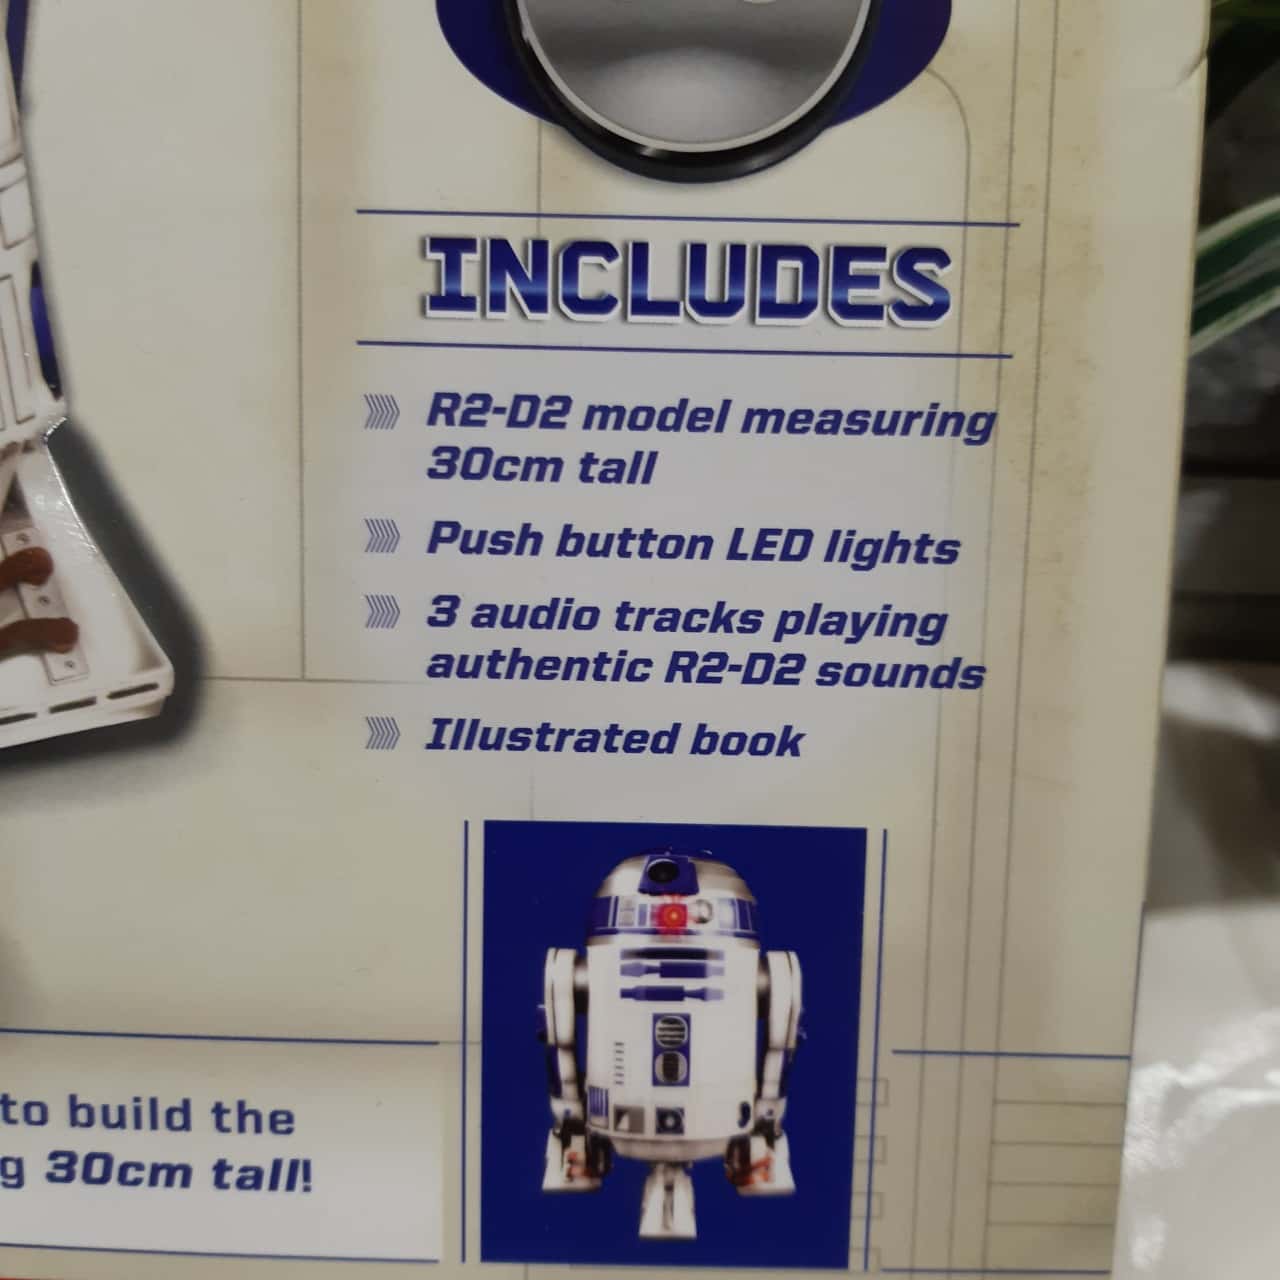 INCLUDES
R2-D2 model measuring
30cm tall
Push button LED lights
3 audio tracks playing
authentic R2-D2 sounds
Illustrated book
to build the
g 30cm tall!